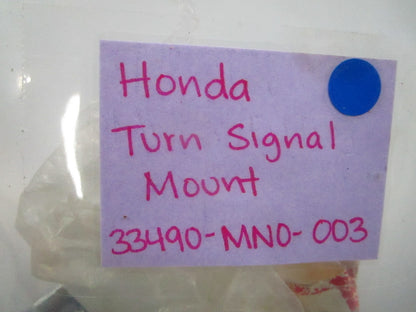 Honda
Turn Signal
Mount
33490-MN0-003